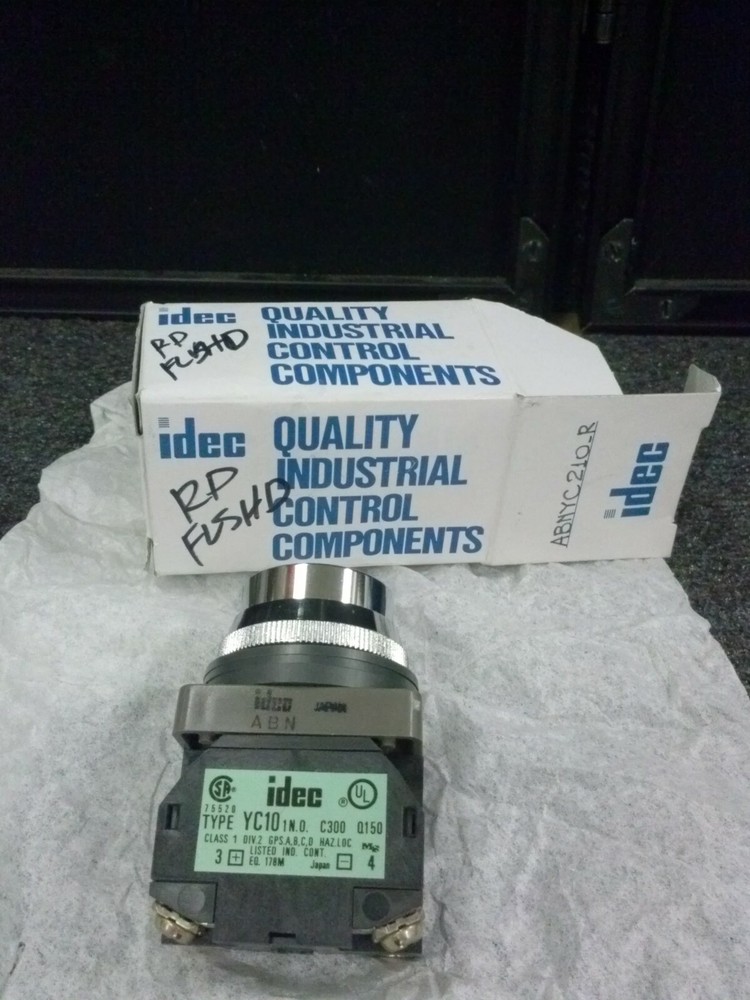 idec QUALITY
INDUSTRIAL
CONTROL
COMPONENTS
RP
FLSHD
idec QUALITY
INDUSTRIAL
CONTROL
COMPONENTS
RP
FLSHD
ABNYC210-R
idec
idec JAPAN
ABN
idec
75528
TYPE YC10 1N.O. C300 Q150
CLASS 1 DIV.2 GPS.A,B,C,D HAZ.LOC
LISTED IND. CONT.
3 + EQ. 178M Japan - 4